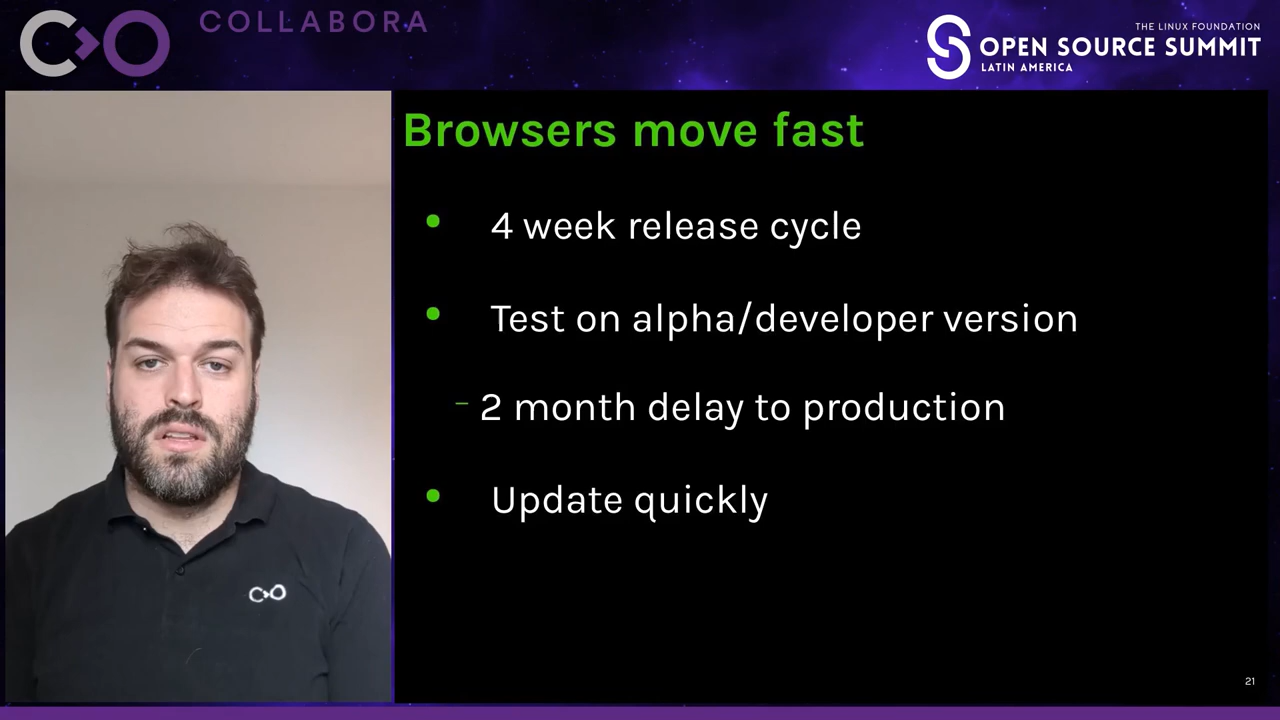 COLLABORA
THE LINUX FOUNDATION
OPEN SOURCE SUMMIT
LATIN AMERICA
Browsers move fast
• 4 week release cycle
• Test on alpha/developer version
– 2 month delay to production
• Update quickly
21